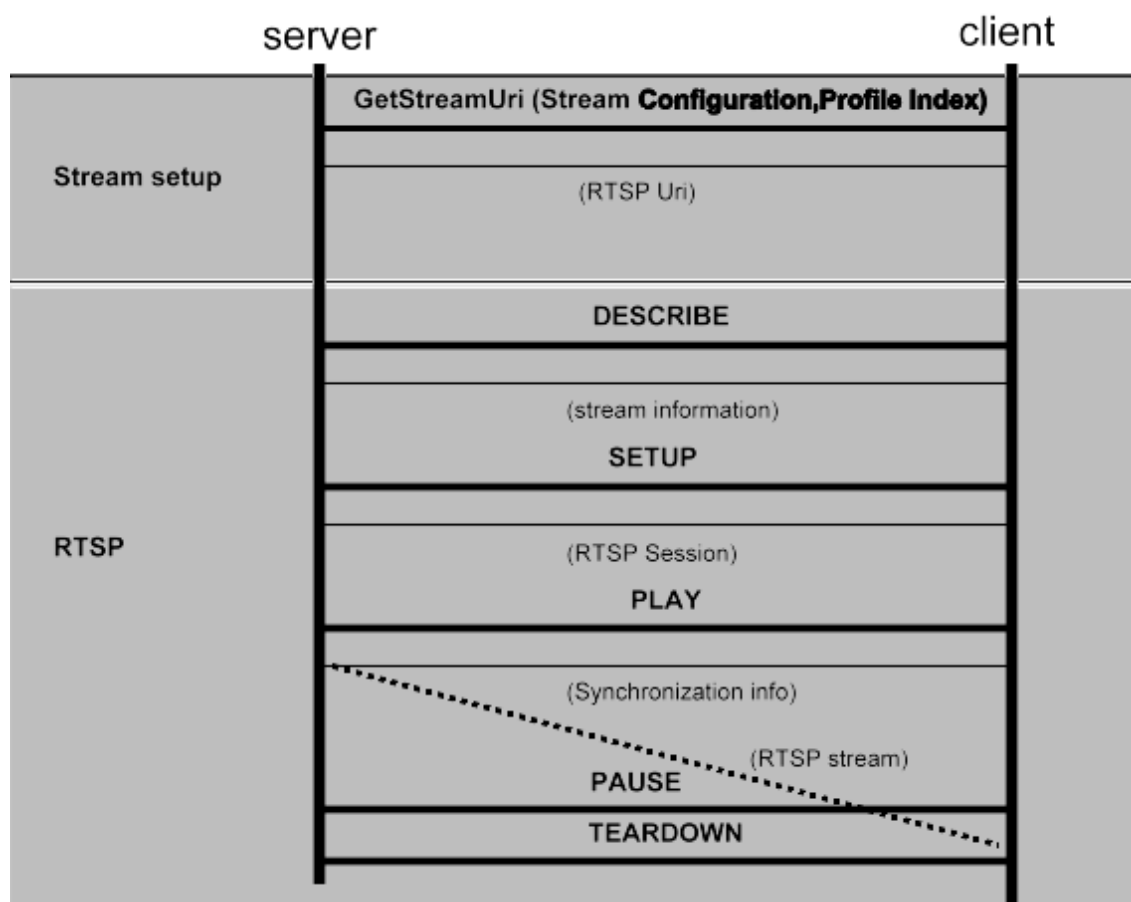 server
client
GetStreamUri (Stream Configuration,Profile Index)
Stream setup
(RTSP Uri)
DESCRIBE
(stream information)
SETUP
RTSP
(RTSP Session)
PLAY
(Synchronization info)
(RTSP stream)
PAUSE
TEARDOWN